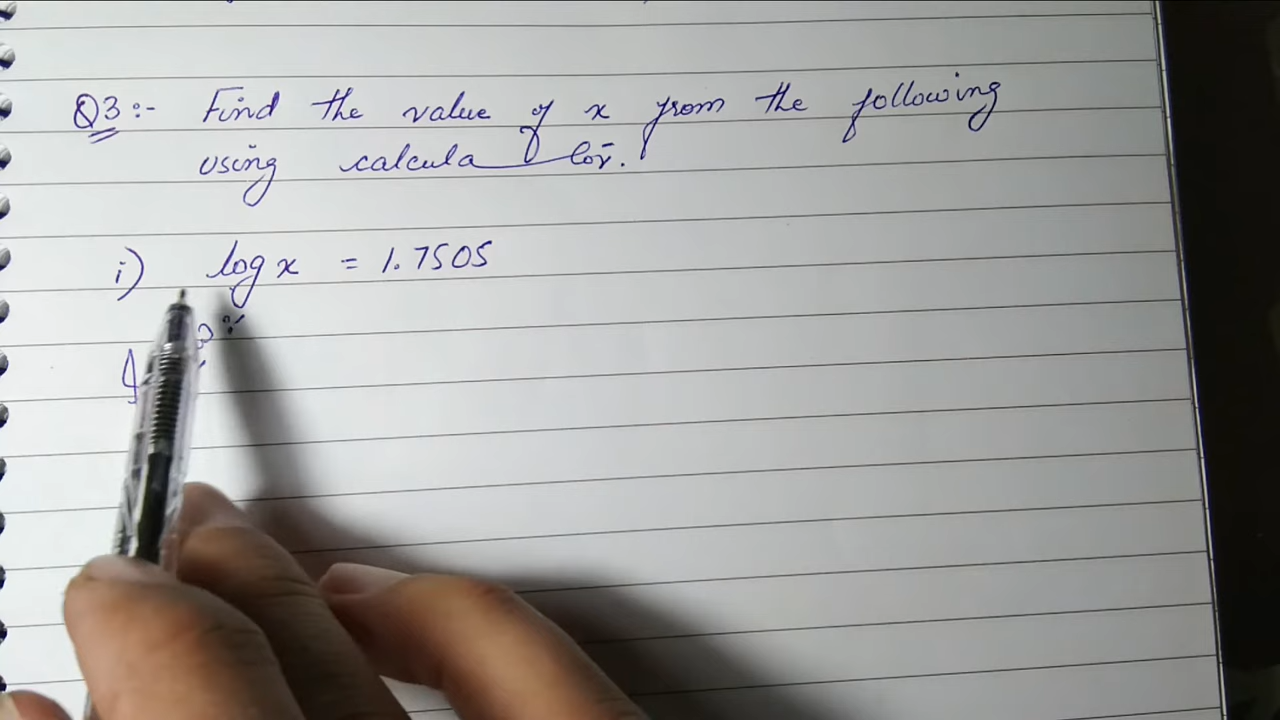 Q3:- Find the value of x from the following
using calculator.
i) log x = 1.7505